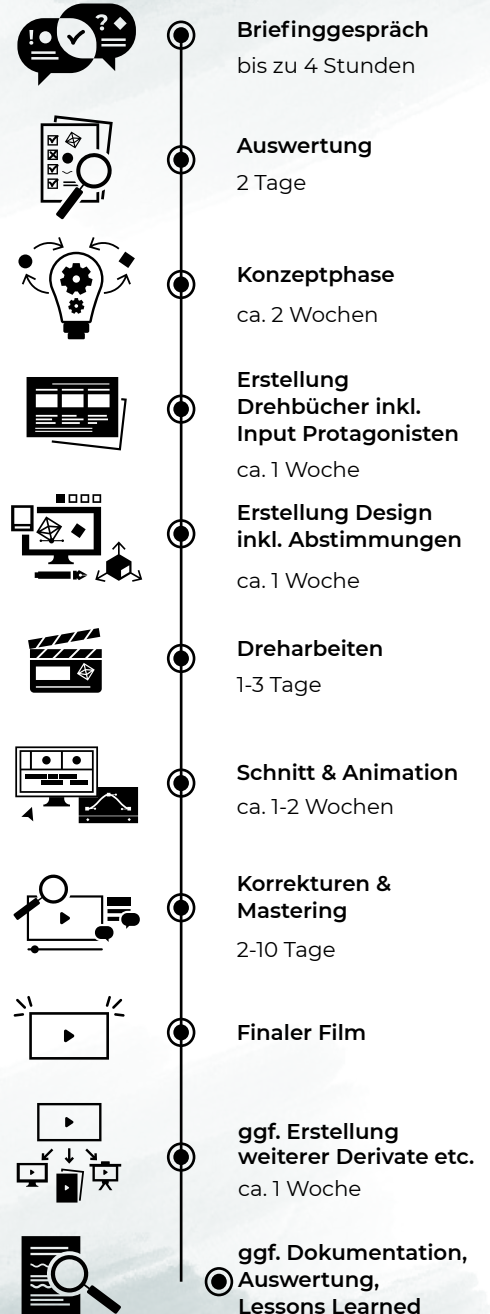 Briefinggespräch
bis zu 4 Stunden
Auswertung
2 Tage
Konzeptphase
ca. 2 Wochen
Erstellung
Drehbücher inkl.
Input Protagonisten
ca. 1 Woche
Erstellung Design
inkl. Abstimmungen
ca. 1 Woche
Dreharbeiten
1-3 Tage
Schnitt & Animation
ca. 1-2 Wochen
Korrekturen &
Mastering
2-10 Tage
Finaler Film
ggf. Erstellung
weiterer Derivate etc.
ca. 1 Woche
ggf. Dokumentation,
Auswertung,
Lessons Learned